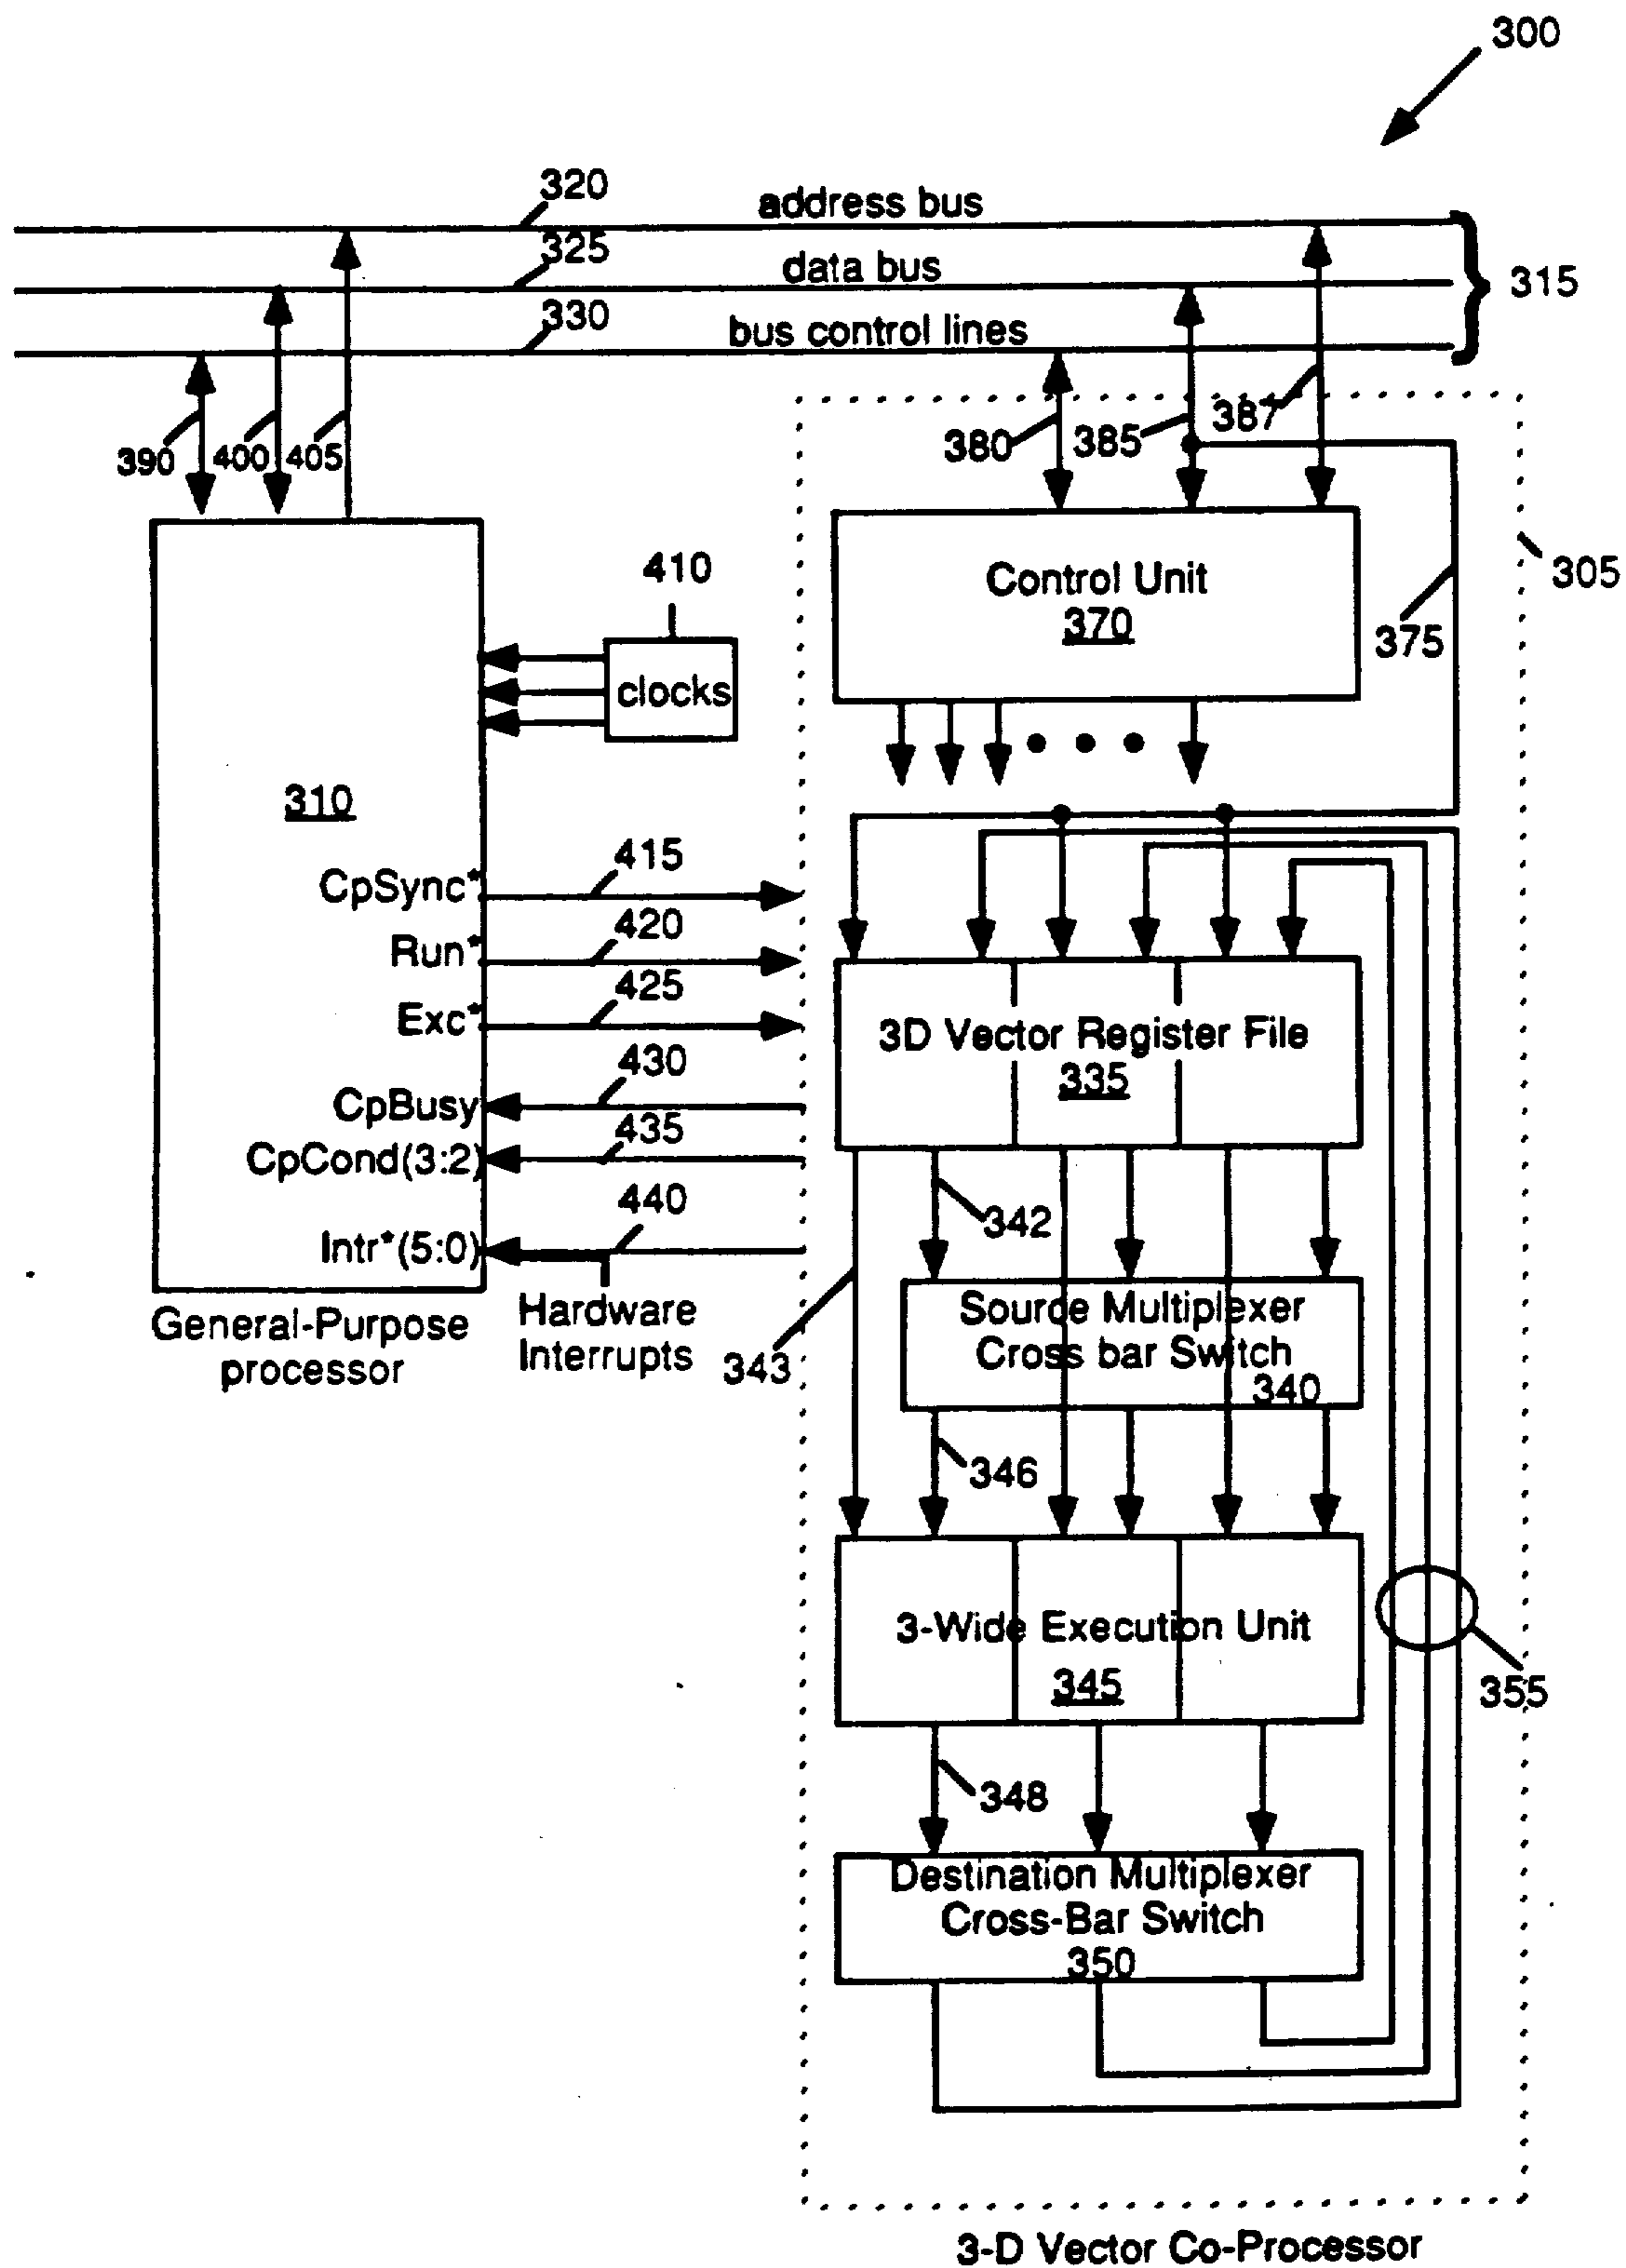 300
320
address bus
325
data bus
315
330
bus control lines
390
400
405
380
385
387
410
clocks
Control Unit
370
305
375
310
CpSync*
415
Run*
420
Exc*
425
CpBusy
430
CpCond(3:2)
435
Intr*(5:0)
440
General-Purpose
processor
Hardware
Interrupts
3D Vector Register File
335
342
343
Source Multiplexer
Cross bar Switch
340
346
3-Wide Execution Unit
345
355
348
Destination Multiplexer
Cross-Bar Switch
350
3-D Vector Co-Processor